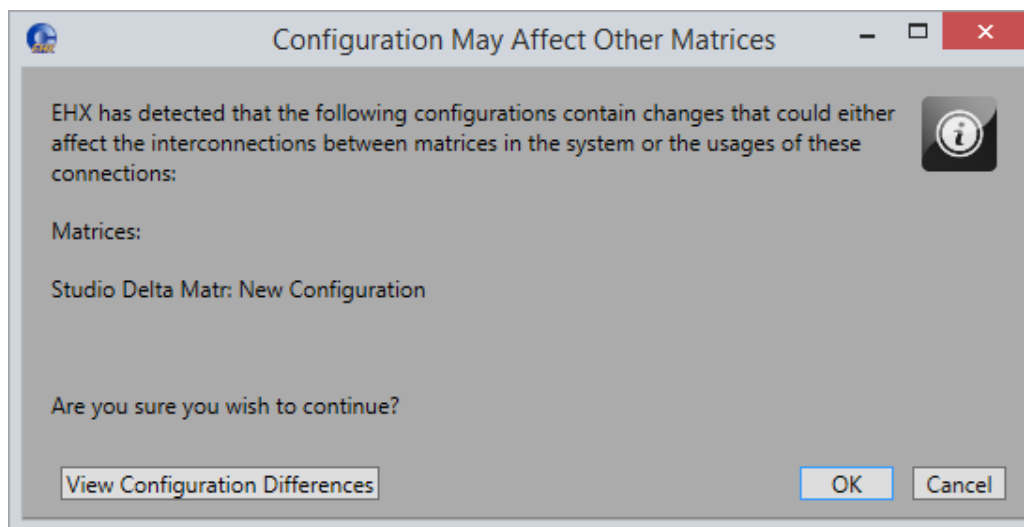 Configuration May Affect Other Matrices
EHX has detected that the following configurations contain changes that could either
affect the interconnections between matrices in the system or the usages of these
connections:
Matrices:
Studio Delta Matr: New Configuration
Are you sure you wish to continue?
View Configuration Differences
OK
Cancel